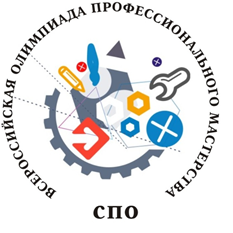 ВСЕРОССИЙСКАЯ ОЛИМПИАДА ПРОФЕССИОНАЛЬНОГО МАСТЕРСТВА
СПО